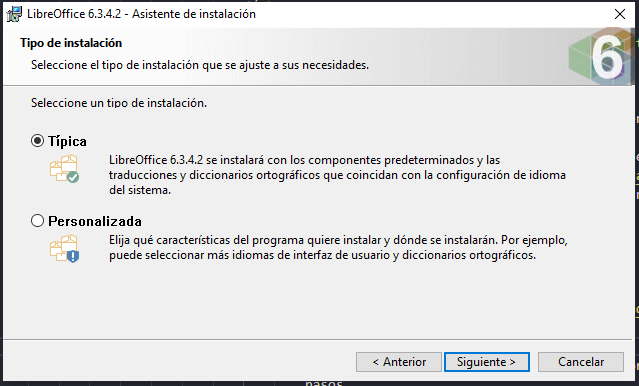 LibreOffice 6.3.4.2 - Asistente de instalación
Tipo de instalación
Seleccione el tipo de instalación que se ajuste a sus necesidades.
6
Seleccione un tipo de instalación.
Típica
LibreOffice 6.3.4.2 se instalará con los componentes predeterminados y las
traducciones y diccionarios ortográficos que coincidan con la configuración de idioma
del sistema.
Personalizada
Elija qué características del programa quiere instalar y dónde se instalarán. Por ejemplo,
puede seleccionar más idiomas de interfaz de usuario y diccionarios ortográficos.
< Anterior
Siguiente >
Cancelar